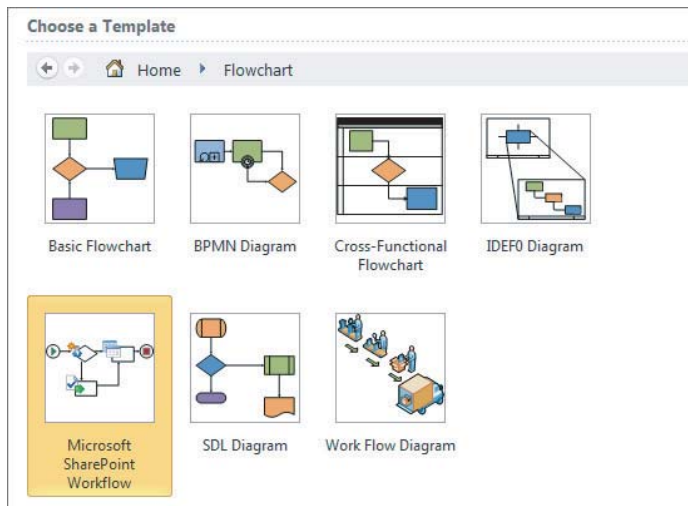 Choose a Template
Home Flowchart
Basic Flowchart
BPMN Diagram
Cross-Functional
Flowchart
IDEF0 Diagram
Microsoft
SharePoint
Workflow
SDL Diagram
Work Flow Diagram